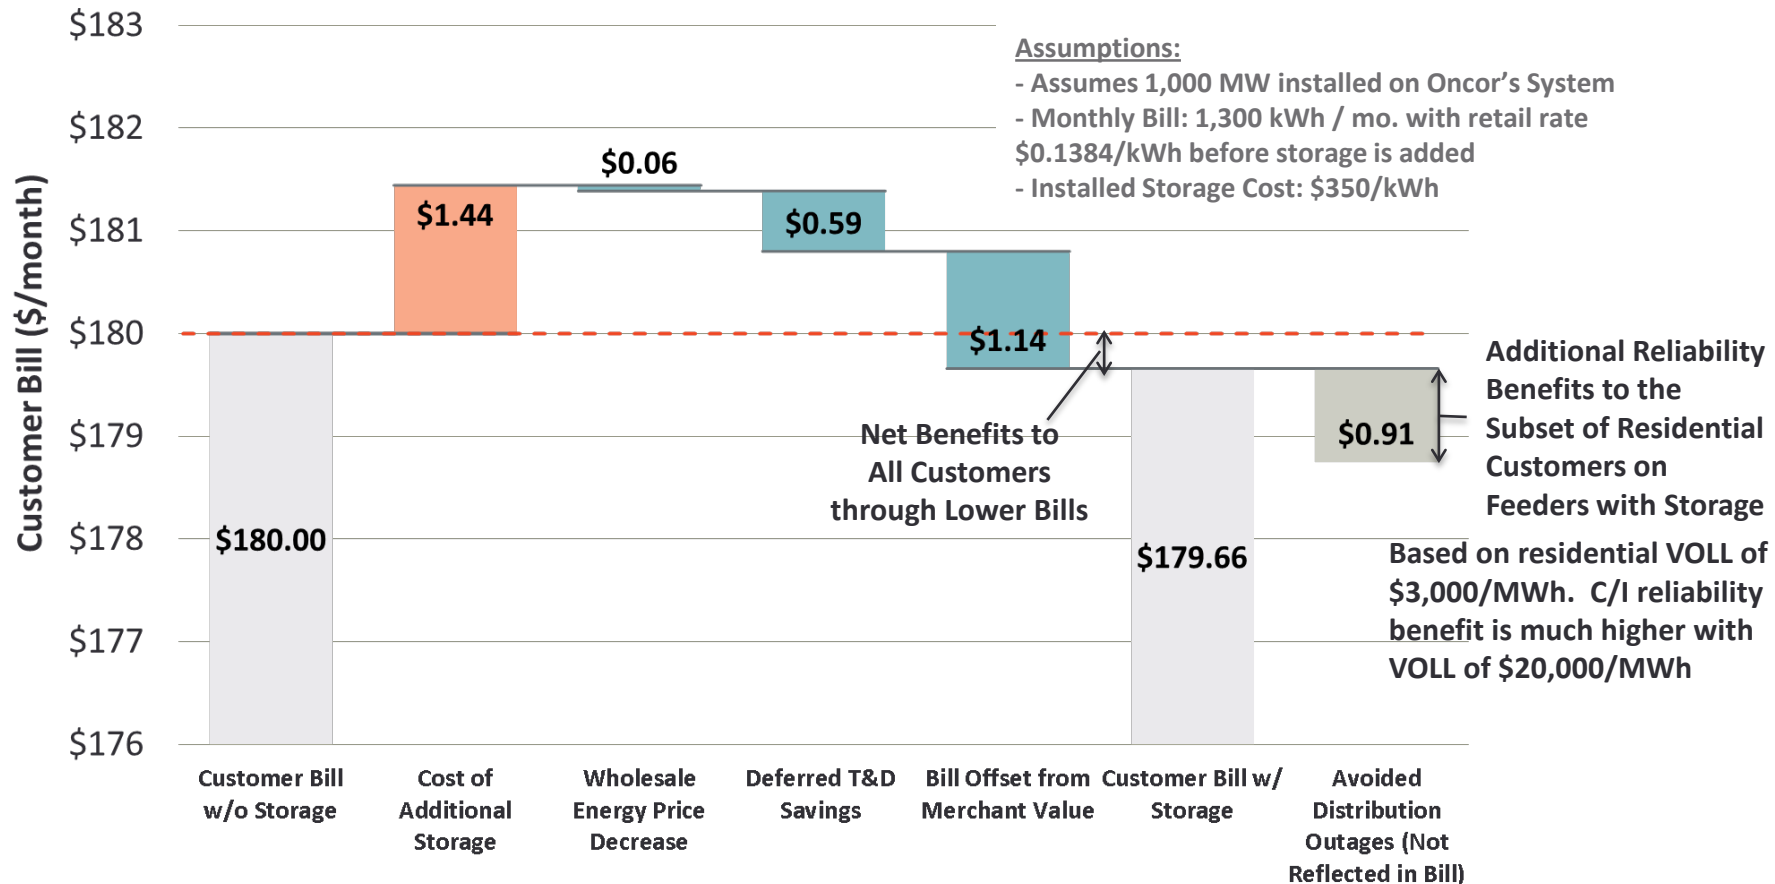 $183
$182
$181
$180
$179
$178
$177
$176
Customer Bill ($/month)
Assumptions:
- Assumes 1,000 MW installed on Oncor’s System
- Monthly Bill: 1,300 kWh / mo. with retail rate
$0.1384/kWh before storage is added
- Installed Storage Cost: $350/kWh
$180.00
$1.44
$0.06
$0.59
$1.14
$179.66
$0.91
Net Benefits to
All Customers
through Lower Bills
Additional Reliability
Benefits to the
Subset of Residential
Customers on
Feeders with Storage
Based on residential VOLL of
$3,000/MWh.  C/I reliability
benefit is much higher with
VOLL of $20,000/MWh
Customer Bill
w/o Storage
Cost of
Additional
Storage
Wholesale
Energy Price
Decrease
Deferred T&D
Savings
Bill Offset from
Merchant Value
Customer Bill w/
Storage
Avoided
Distribution
Outages (Not
Reflected in Bill)